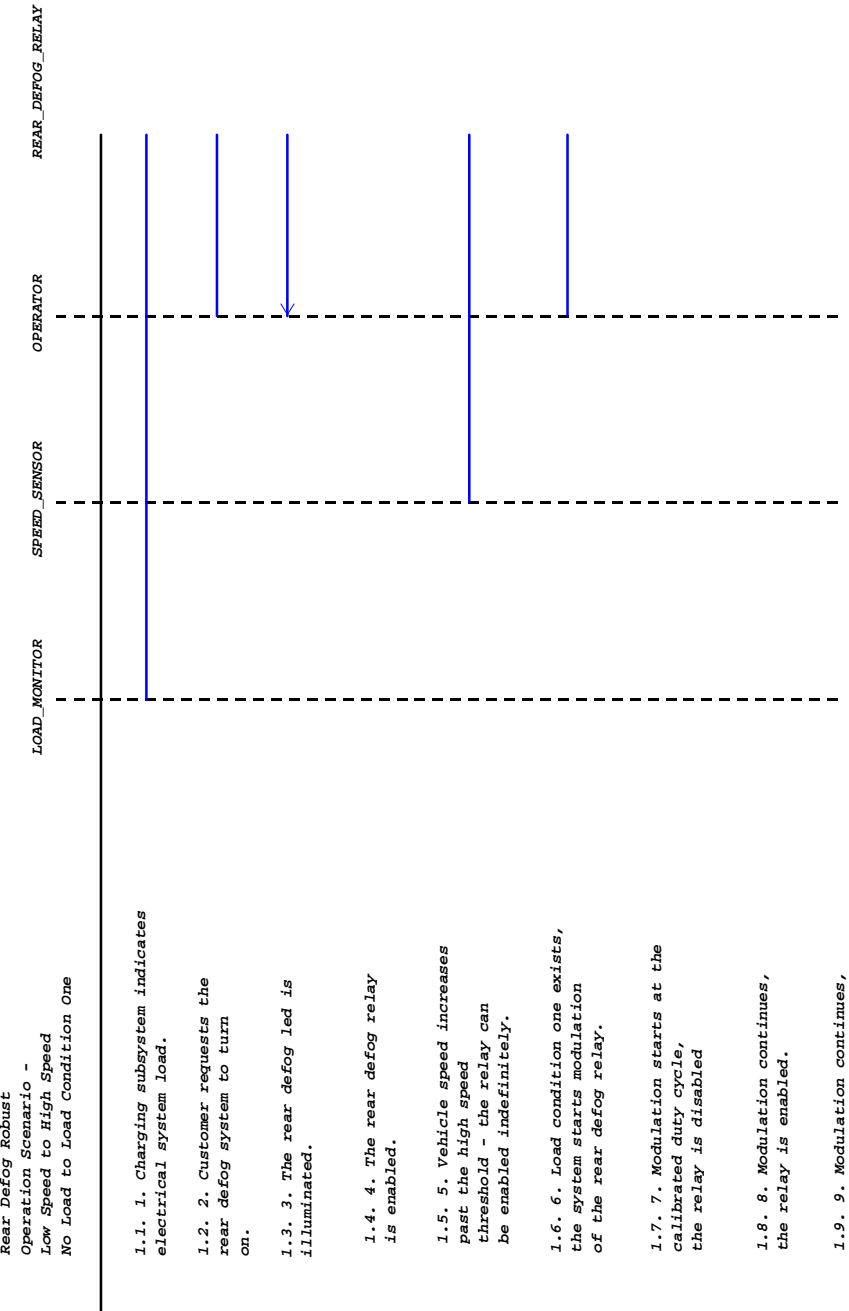 Rear Defog Robust
Operation Scenario -
Low Speed to High Speed
No Load to Load Condition One
LOAD_MONITOR
SPEED_SENSOR
OPERATOR
REAR_DEFOG_RELAY
1.1. 1. Charging subsystem indicates
electrical system load.
1.2. 2. Customer requests the
rear defog system to turn
on.
1.3. 3. The rear defog led is
illuminated.
1.4. 4. The rear defog relay
is enabled.
1.5. 5. Vehicle speed increases
past the high speed
threshold - the relay can
be enabled indefinitely.
1.6. 6. Load condition one exists,
the system starts modulation
of the rear defog relay.
1.7. 7. Modulation starts at the
calibrated duty cycle,
the relay is disabled
1.8. 8. Modulation continues,
the relay is enabled.
1.9. 9. Modulation continues,